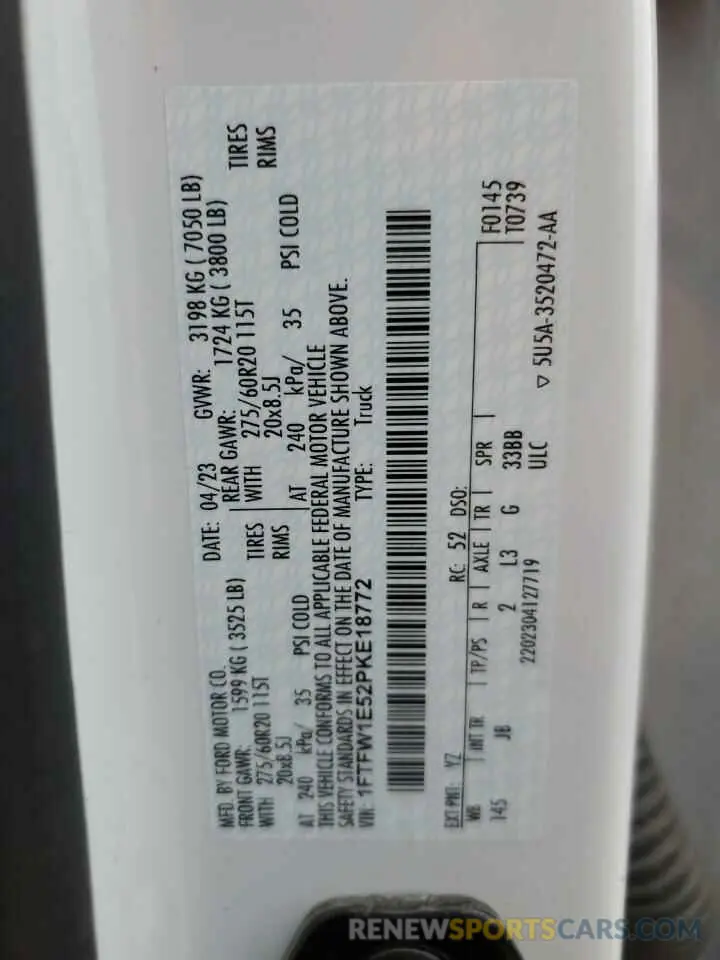 MFD. BY FORD MOTOR CO.
DATE: 04/23 GVWR: 3198 KG ( 7050 LB)
FRONT GAWR: 1599 KG ( 3525 LB)
REAR GAWR: 1724 KG ( 3800 LB)
WITH 275/60R20 115T TIRES
20x8.5J RIMS
AT 240 kPa/ 35 PSI COLD
WITH 275/60R20 115T TIRES
20x8.5J RIMS
AT 240 kPa/ 35 PSI COLD
THIS VEHICLE CONFORMS TO ALL APPLICABLE FEDERAL MOTOR VEHICLE
SAFETY STANDARDS IN EFFECT ON THE DATE OF MANUFACTURE SHOWN ABOVE.
VIN: 1FTFW1E52PKE18772 TYPE: Truck
EXT PNT: YZ RC: 52 DSO:
WB INT TR TP/PS R AXLE TR SPR F0145
145 JB 2 L3 G 33BB T0739
2202304127719 ULC
▽ 5U5A-3520472-AA
RENEWSPORTSCARS.COM